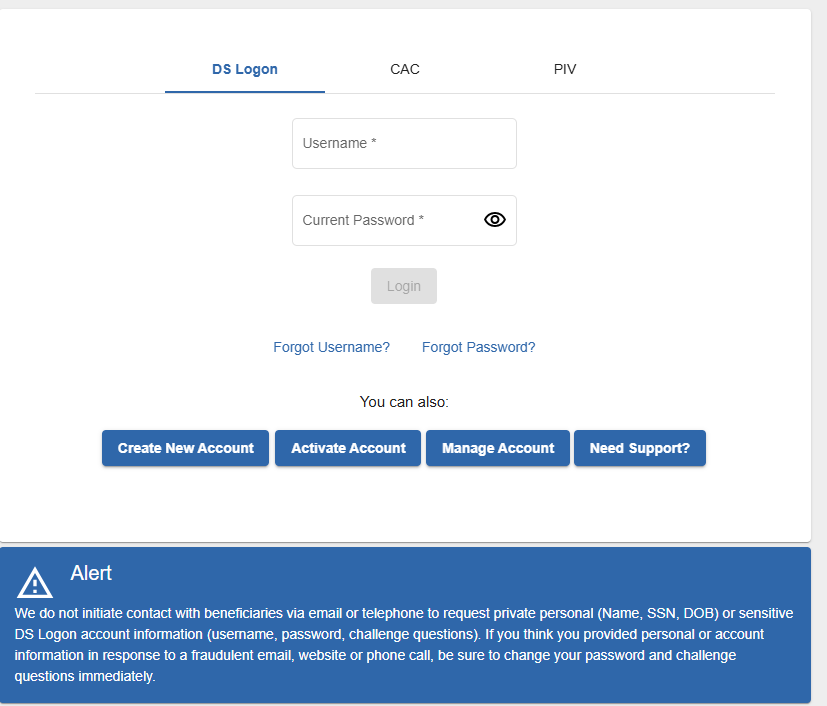 DS Logon CAC PIV
Username *
Current Password *
Login
Forgot Username? Forgot Password?
You can also:
Create New Account Activate Account Manage Account Need Support?
Alert
We do not initiate contact with beneficiaries via email or telephone to request private personal (Name, SSN, DOB) or sensitive
DS Logon account information (username, password, challenge questions). If you think you provided personal or account
information in response to a fraudulent email, website or phone call, be sure to change your password and challenge
questions immediately.